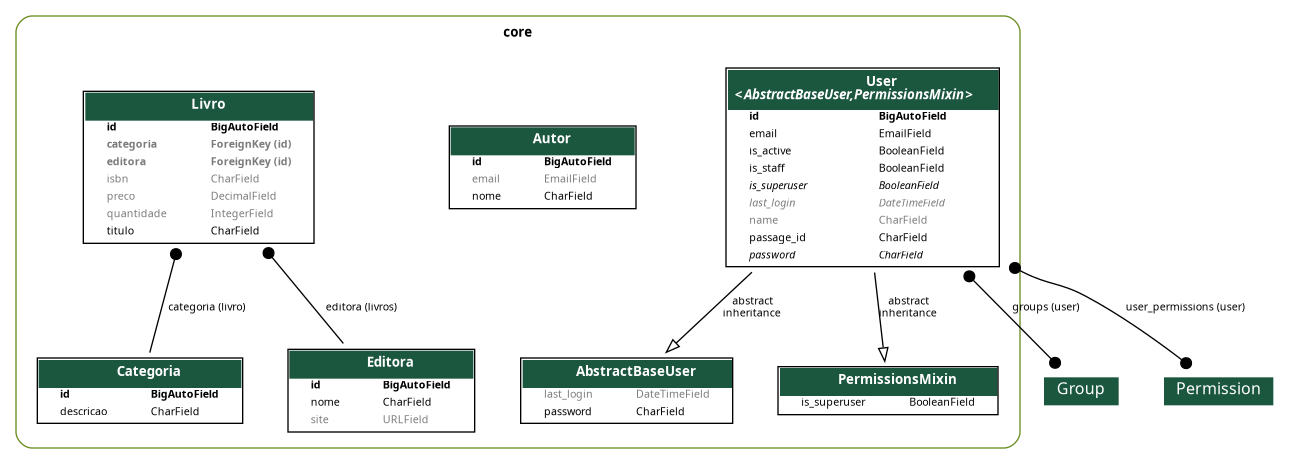 core
Livro
id BigAutoField
categoria ForeignKey (id)
editora ForeignKey (id)
isbn CharField
preco DecimalField
quantidade IntegerField
titulo CharField
Autor
id BigAutoField
email EmailField
nome CharField
User
<AbstractBaseUser,PermissionsMixin>
id BigAutoField
email EmailField
is_active BooleanField
is_staff BooleanField
is_superuser BooleanField
last_login DateTimeField
name CharField
passage_id CharField
password CharField
categoria (livro)
editora (livros)
abstract
inheritance
abstract
inheritance
groups (user)
user_permissions (user)
Categoria
id BigAutoField
descricao CharField
Editora
id BigAutoField
nome CharField
site URLField
AbstractBaseUser
last_login DateTimeField
password CharField
PermissionsMixin
is_superuser BooleanField
Group
Permission